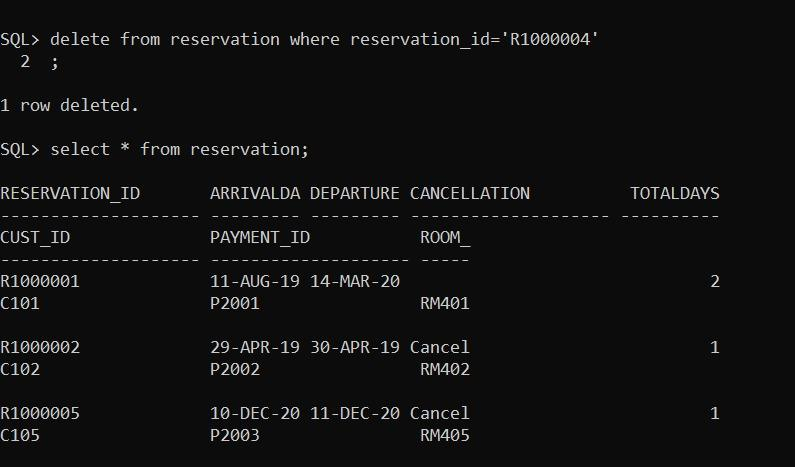 SQL> delete from reservation where reservation_id='R1000004'
  2  ;
1 row deleted.
SQL> select * from reservation;
RESERVATION_ID       ARRIVALDA DEPARTURE CANCELLATION          TOTALDAYS
-------------------- --------- --------- -------------------- ----------
CUST_ID              PAYMENT_ID           ROOM_
-------------------- -------------------- -----
R1000001             11-AUG-19 14-MAR-20                               2
C101                 P2001                RM401
R1000002             29-APR-19 30-APR-19 Cancel                        1
C102                 P2002                RM402
R1000005             10-DEC-20 11-DEC-20 Cancel                        1
C105                 P2003                RM405